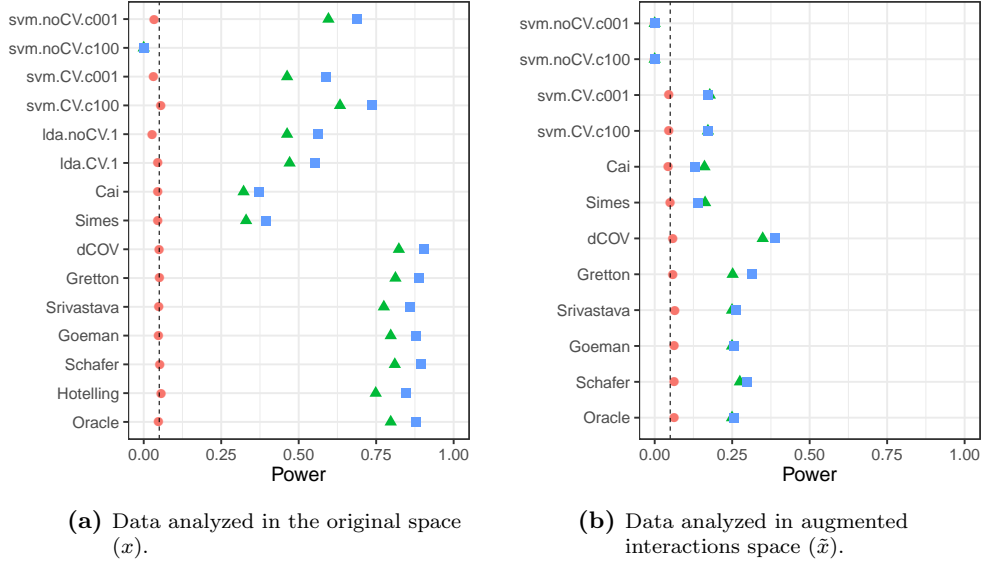 svm.noCV.c001
svm.noCV.c100
svm.CV.c001
svm.CV.c100
lda.noCV.1
lda.CV.1
Cai
Simes
dCOV
Gretton
Srivastava
Goeman
Schafer
Hotelling
Oracle
0.00 0.25 0.50 0.75 1.00
Power
(a) Data analyzed in the original space
(x).
svm.noCV.c001
svm.noCV.c100
svm.CV.c001
svm.CV.c100
Cai
Simes
dCOV
Gretton
Srivastava
Goeman
Schafer
Oracle
0.00 0.25 0.50 0.75 1.00
Power
(b) Data analyzed in augmented
interactions space (x̃).